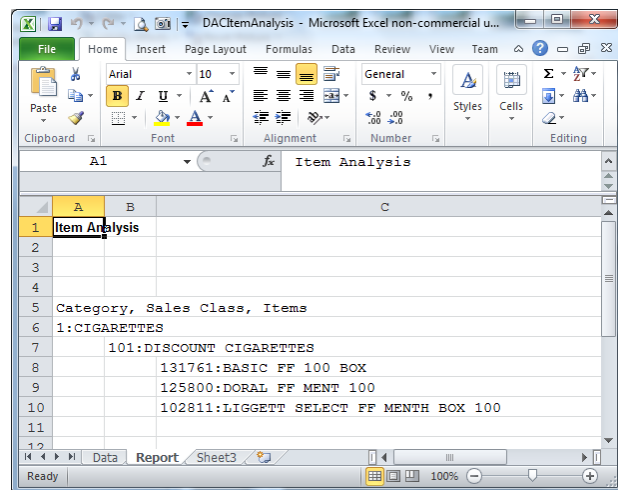 DACItemAnalysis - Microsoft Excel non-commercial u...
File Home Insert Page Layout Formulas Data Review View Team
Arial 10 General Σ
Paste B I U A A $ % , Styles Cells
A .00 .00
Clipboard Font Alignment Number Editing
A1 fx Item Analysis
A B C
1 Item Analysis
2
3
4
5 Category, Sales Class, Items
6 1:CIGARETTES
7 101:DISCOUNT CIGARETTES
8 131761:BASIC FF 100 BOX
9 125800:DORAL FF MENT 100
10 102811:LIGGETT SELECT FF MENTH BOX 100
11
12
Data Report Sheet3
Ready 100%